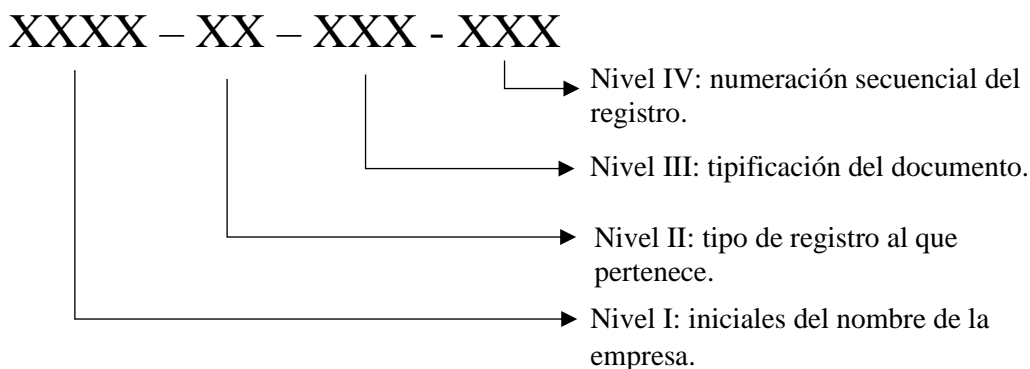 XXXX – XX – XXX - XXX
Nivel IV: numeración secuencial del
registro.
Nivel III: tipificación del documento.
Nivel II: tipo de registro al que
pertenece.
Nivel I: iniciales del nombre de la
empresa.